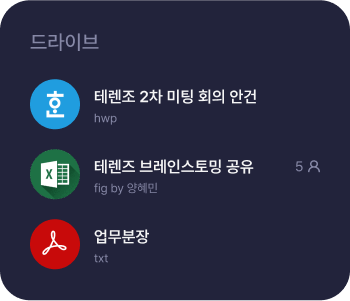 드라이브
테렌조 2차 미팅 회의 안건
hwp
테렌즈 브레인스토밍 공유
5
fig by 양혜민
업무분장
txt